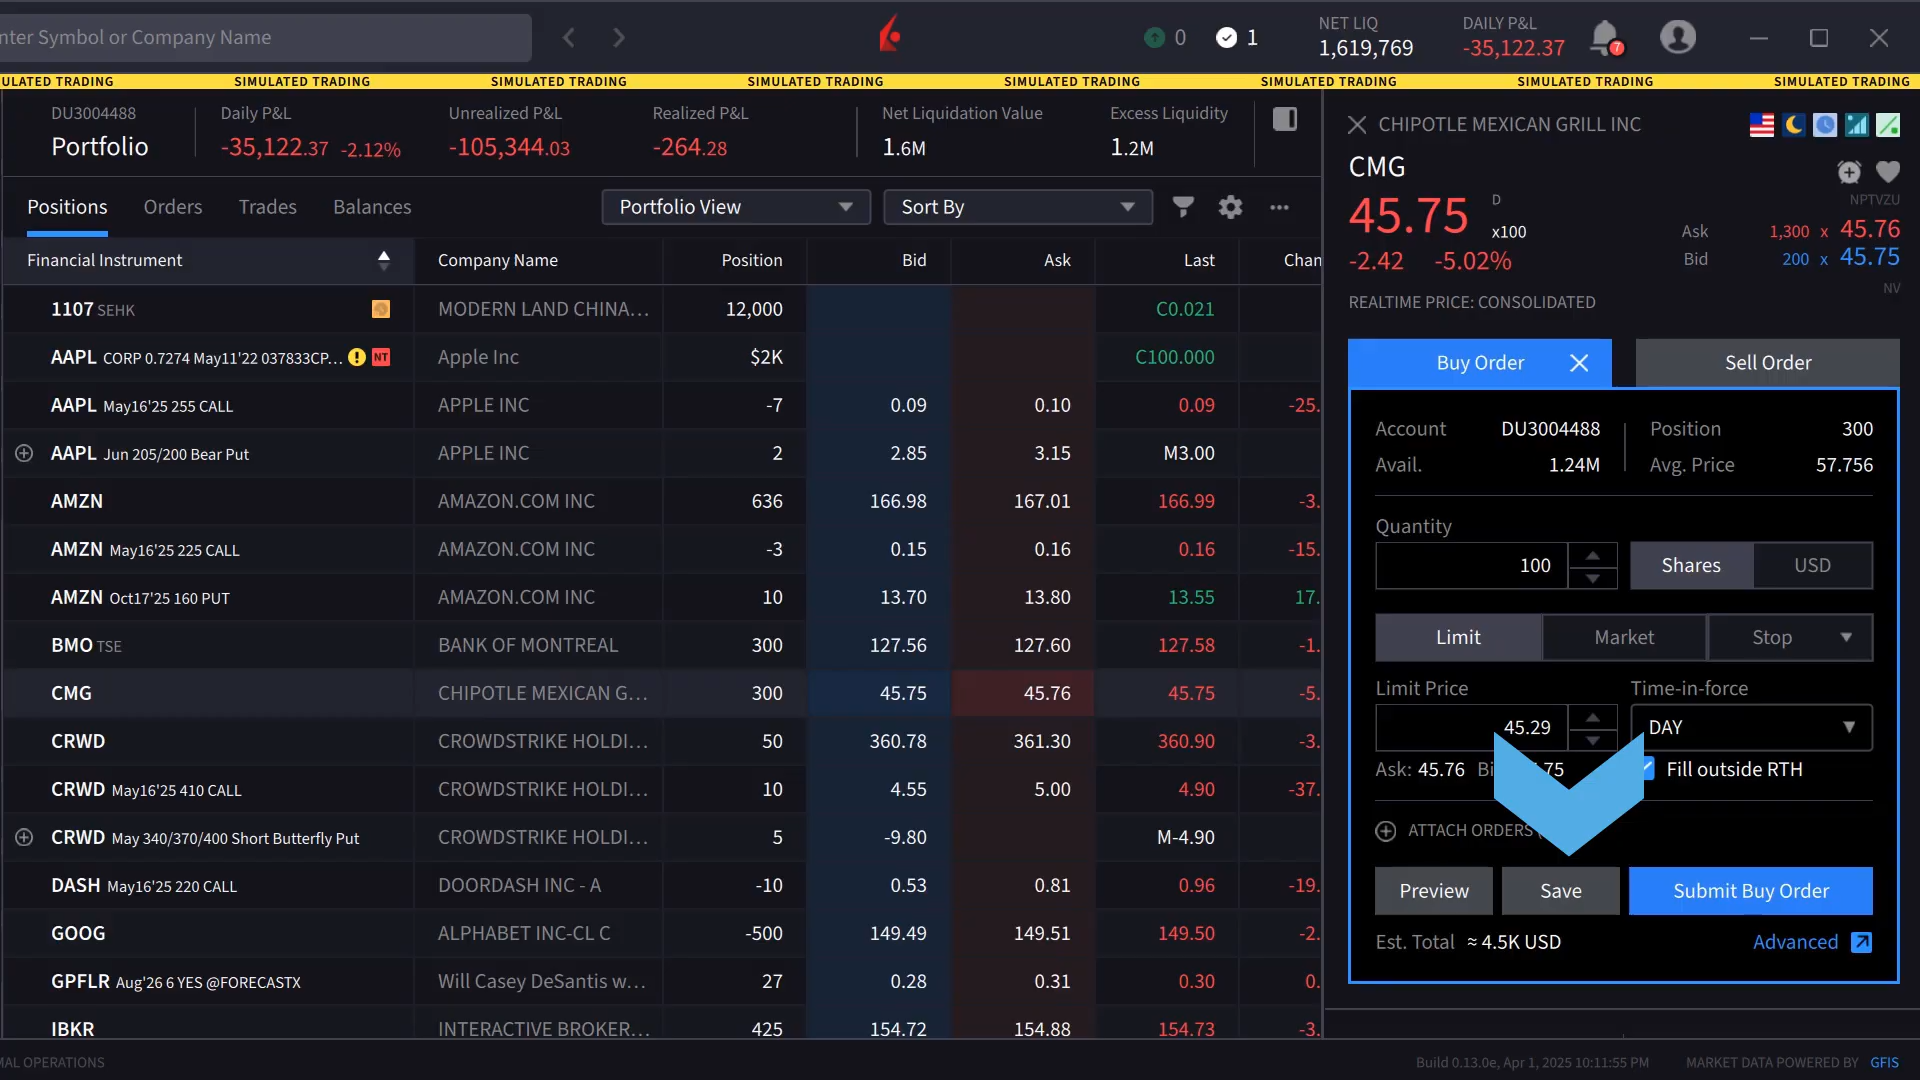 nter Symbol or Company Name
0
1
NET LIQ
1,619,769
DAILY P&L
-35,122.37
7
ULATED TRADING SIMULATED TRADING SIMULATED TRADING SIMULATED TRADING SIMULATED TRADING SIMULATED TRADING SIMULATED TRADING SIMULATED TRADING
DU3004488 Daily P&L Unrealized P&L Realized P&L Net Liquidation Value Excess Liquidity
Portfolio -35,122.37 -2.12% -105,344.03 -264.28 1.6M 1.2M
Positions Orders Trades Balances Portfolio View Sort By
Financial Instrument Company Name Position Bid Ask Last Chan
1107 SEHK MODERN LAND CHINA... 12,000 C0.021
AAPL CORP 0.7274 May11'22 037833CP... NT Apple Inc $2K C100.000
AAPL May16'25 255 CALL APPLE INC -7 0.09 0.10 0.09 -25.
AAPL Jun 205/200 Bear Put APPLE INC 2 2.85 3.15 M3.00
AMZN AMAZON.COM INC 636 166.98 167.01 166.99 -3.
AMZN May16'25 225 CALL AMAZON.COM INC -3 0.15 0.16 0.16 -15.
AMZN Oct17'25 160 PUT AMAZON.COM INC 10 13.70 13.80 13.55 17.
BMO TSE BANK OF MONTREAL 300 127.56 127.60 127.58 -1.
CMG CHIPOTLE MEXICAN G... 300 45.75 45.76 45.75 -5.
CRWD CROWDSTRIKE HOLDI... 50 360.78 361.30 360.90 -3.
CRWD May16'25 410 CALL CROWDSTRIKE HOLDI... 10 4.55 5.00 4.90 -37.
CRWD May 340/370/400 Short Butterfly Put CROWDSTRIKE HOLDI... 5 -9.80 M-4.90
DASH May16'25 220 CALL DOORDASH INC - A -10 0.53 0.81 0.96 -19.
GOOG ALPHABET INC-CL C -500 149.49 149.51 149.50 -2.
GPFLR Aug'26 6 YES @FORECASTX Will Casey DeSantis w... 27 0.28 0.31 0.30 0.
IBKR INTERACTIVE BROKER... 425 154.72 154.88 154.73 -3.
CHIPOTLE MEXICAN GRILL INC
CMG
45.75 D x100
NPTVZU
Ask 1,300 x 45.76
-2.42 -5.02% Bid 200 x 45.75
NV
REALTIME PRICE: CONSOLIDATED
Buy Order Sell Order
Account DU3004488 Position 300
Avail. 1.24M Avg. Price 57.756
Quantity
100 Shares USD
Limit Market Stop
Limit Price Time-in-force
45.29 DAY
Ask: 45.76 Bi 75 Fill outside RTH
ATTACH ORDERS
Preview Save Submit Buy Order
Est. Total ≈ 4.5K USD Advanced
MAL OPERATIONS Build 0.13.0e, Apr 1, 2025 10:11:55 PM MARKET DATA POWERED BY GFIS